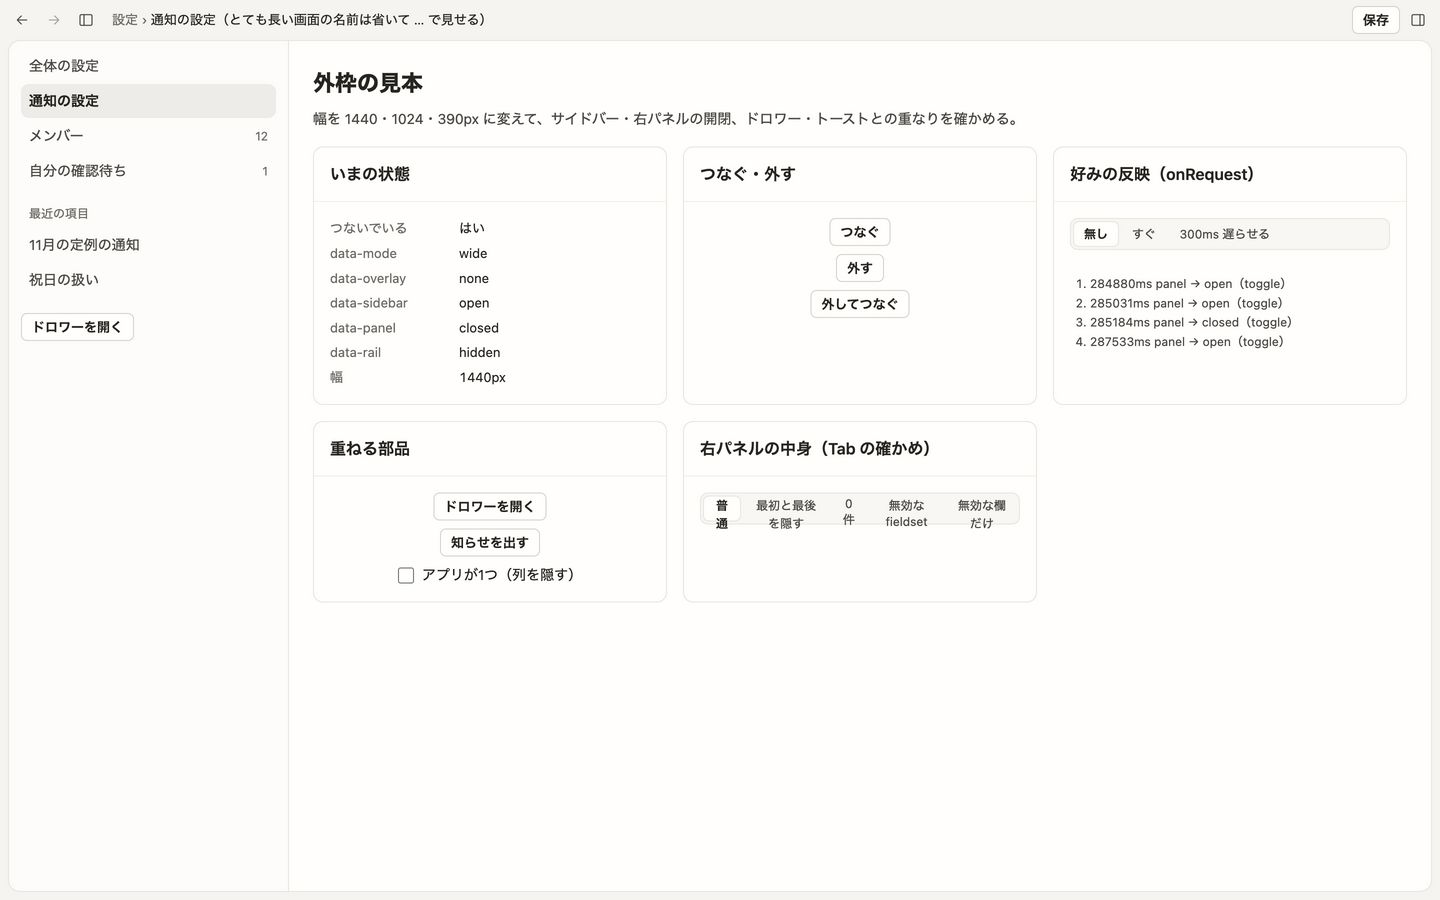 設定 › 通知の設定（とても長い画面の名前は省いて ... で見せる）
保存
全体の設定
通知の設定
メンバー 12
自分の確認待ち 1
最近の項目
11月の定例の通知
祝日の扱い
ドロワーを開く
外枠の見本
幅を 1440・1024・390px に変えて、サイドバー・右パネルの開閉、ドロワー・トーストとの重なりを確かめる。
いまの状態
つないでいる はい
data-mode wide
data-overlay none
data-sidebar open
data-panel closed
data-rail hidden
幅 1440px
つなぐ・外す
つなぐ
外す
外してつなぐ
好みの反映（onRequest）
無し すぐ 300ms 遅らせる
1. 284880ms panel → open（toggle）
2. 285031ms panel → open（toggle）
3. 285184ms panel → closed（toggle）
4. 287533ms panel → open（toggle）
重ねる部品
ドロワーを開く
知らせを出す
アプリが1つ（列を隠す）
右パネルの中身（Tab の確かめ）
普
通
最初と最後
を隠す
0
件
無効な
fieldset
無効な欄
だけ